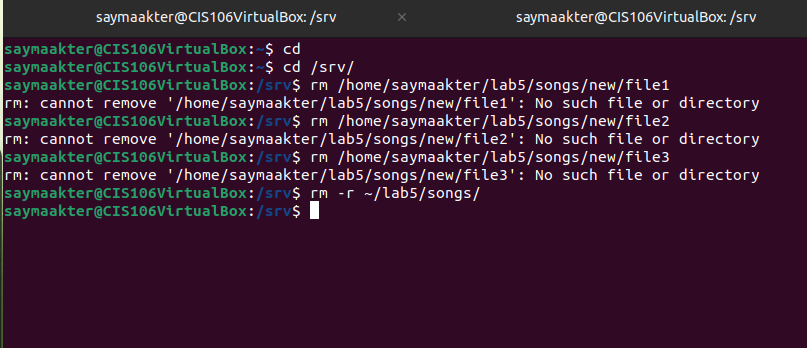 saymaakter@CIS106VirtualBox: /srv
saymaakter@CIS106VirtualBox: /srv
saymaakter@CIS106VirtualBox:~$ cd
saymaakter@CIS106VirtualBox:~$ cd /srv/
saymaakter@CIS106VirtualBox:/srv$ rm /home/saymaakter/lab5/songs/new/file1
rm: cannot remove '/home/saymaakter/lab5/songs/new/file1': No such file or directory
saymaakter@CIS106VirtualBox:/srv$ rm /home/saymaakter/lab5/songs/new/file2
rm: cannot remove '/home/saymaakter/lab5/songs/new/file2': No such file or directory
saymaakter@CIS106VirtualBox:/srv$ rm /home/saymaakter/lab5/songs/new/file3
rm: cannot remove '/home/saymaakter/lab5/songs/new/file3': No such file or directory
saymaakter@CIS106VirtualBox:/srv$ rm -r ~/lab5/songs/
saymaakter@CIS106VirtualBox:/srv$